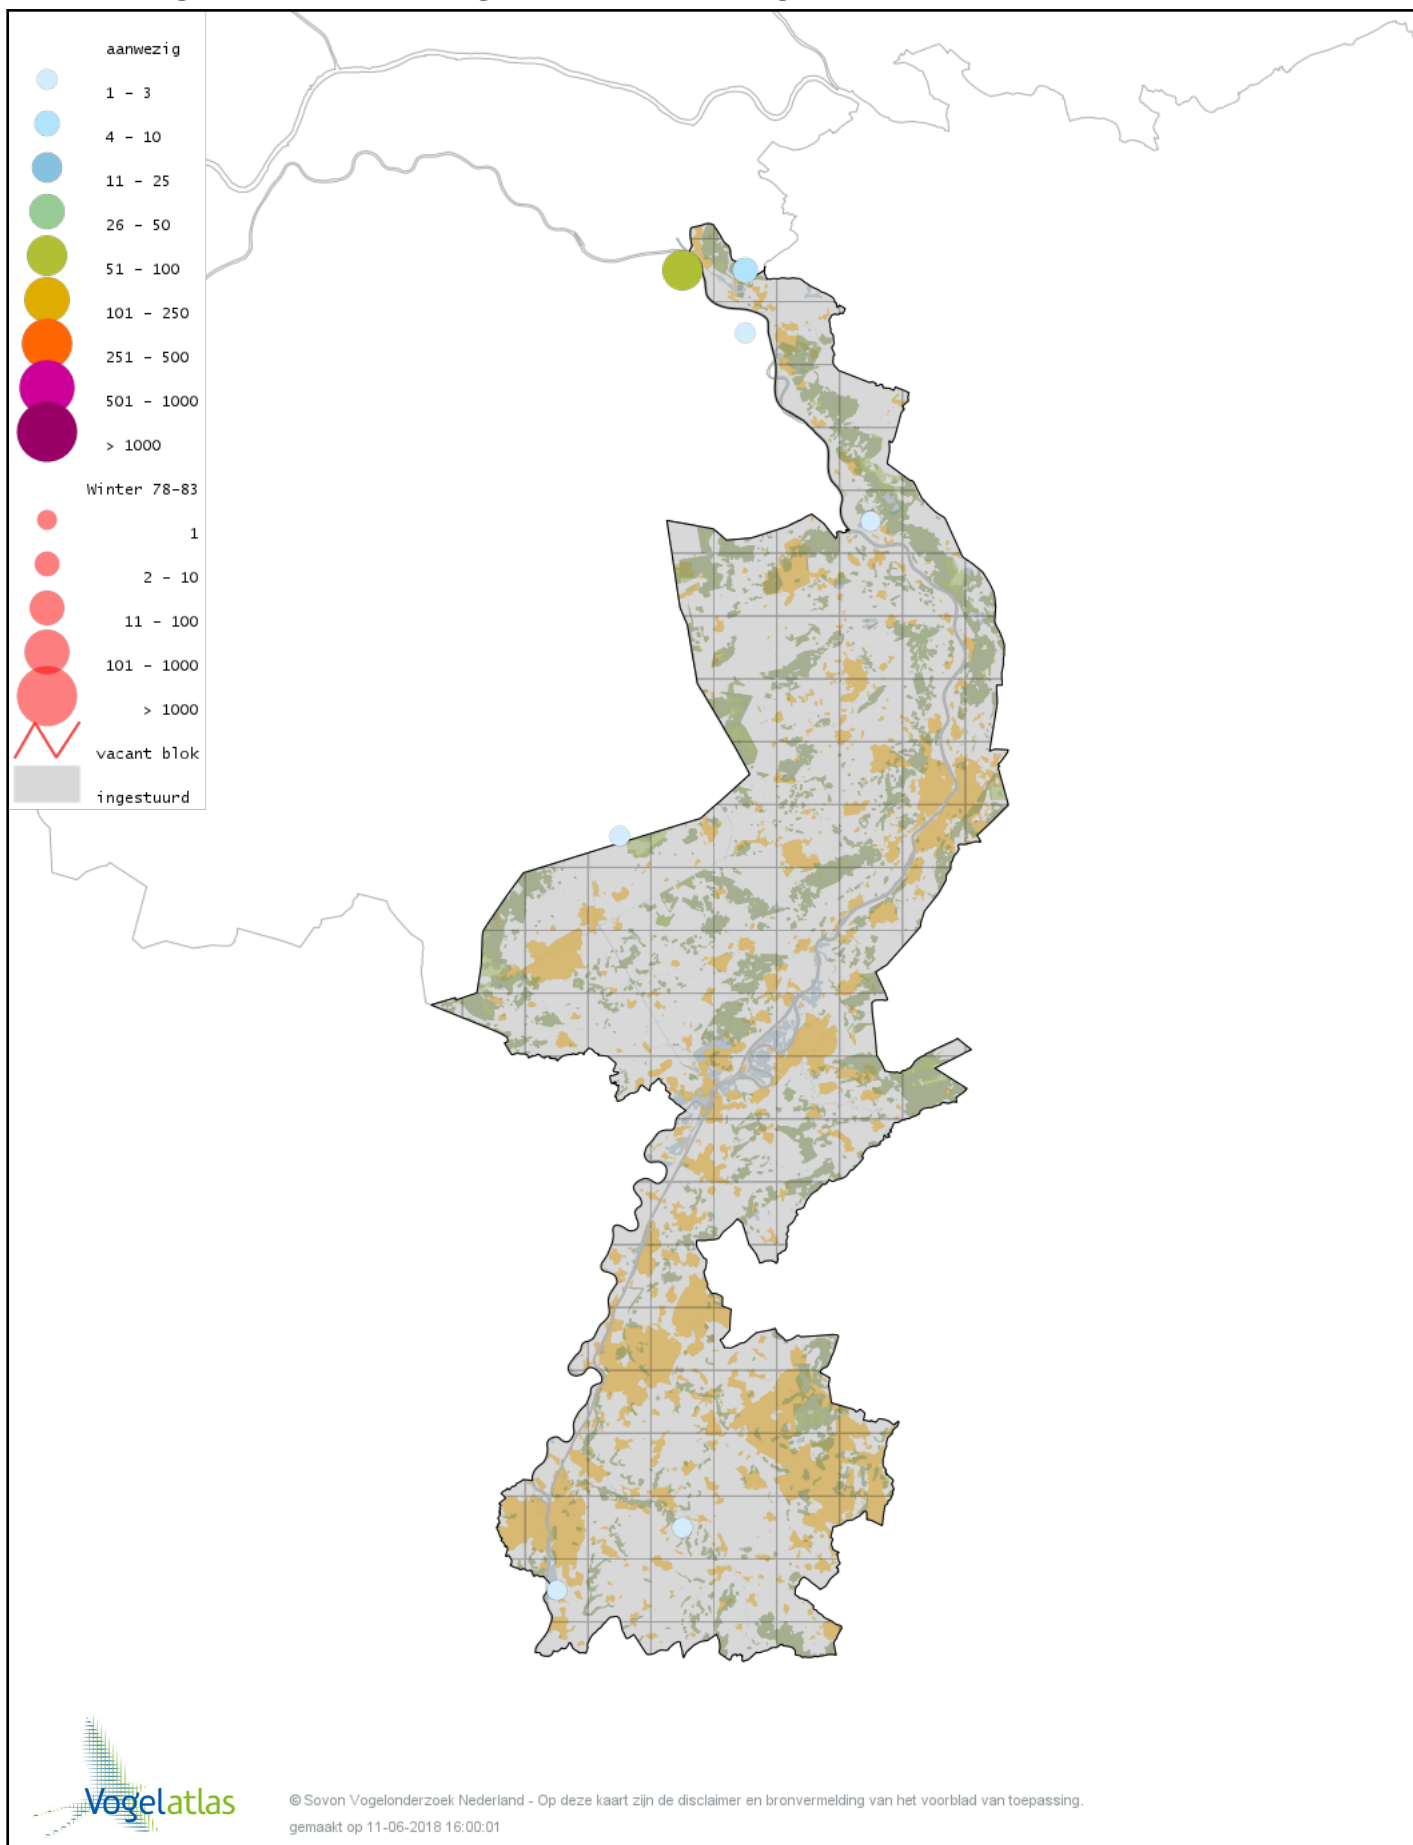 aanwezig
1 – 3
4 – 10
11 – 25
26 – 50
51 – 100
101 – 250
251 – 500
501 – 1000
> 1000
Winter 78-83
1
2 – 10
11 – 100
101 – 1000
> 1000
vacant blok
ingestuurd
Vogelatlas
© Sovon Vogelonderzoek Nederland - Op deze kaart zijn de disclaimer en bronvermelding van het voorblad van toepassing.
gemaakt op 11-06-2018 16:00:01